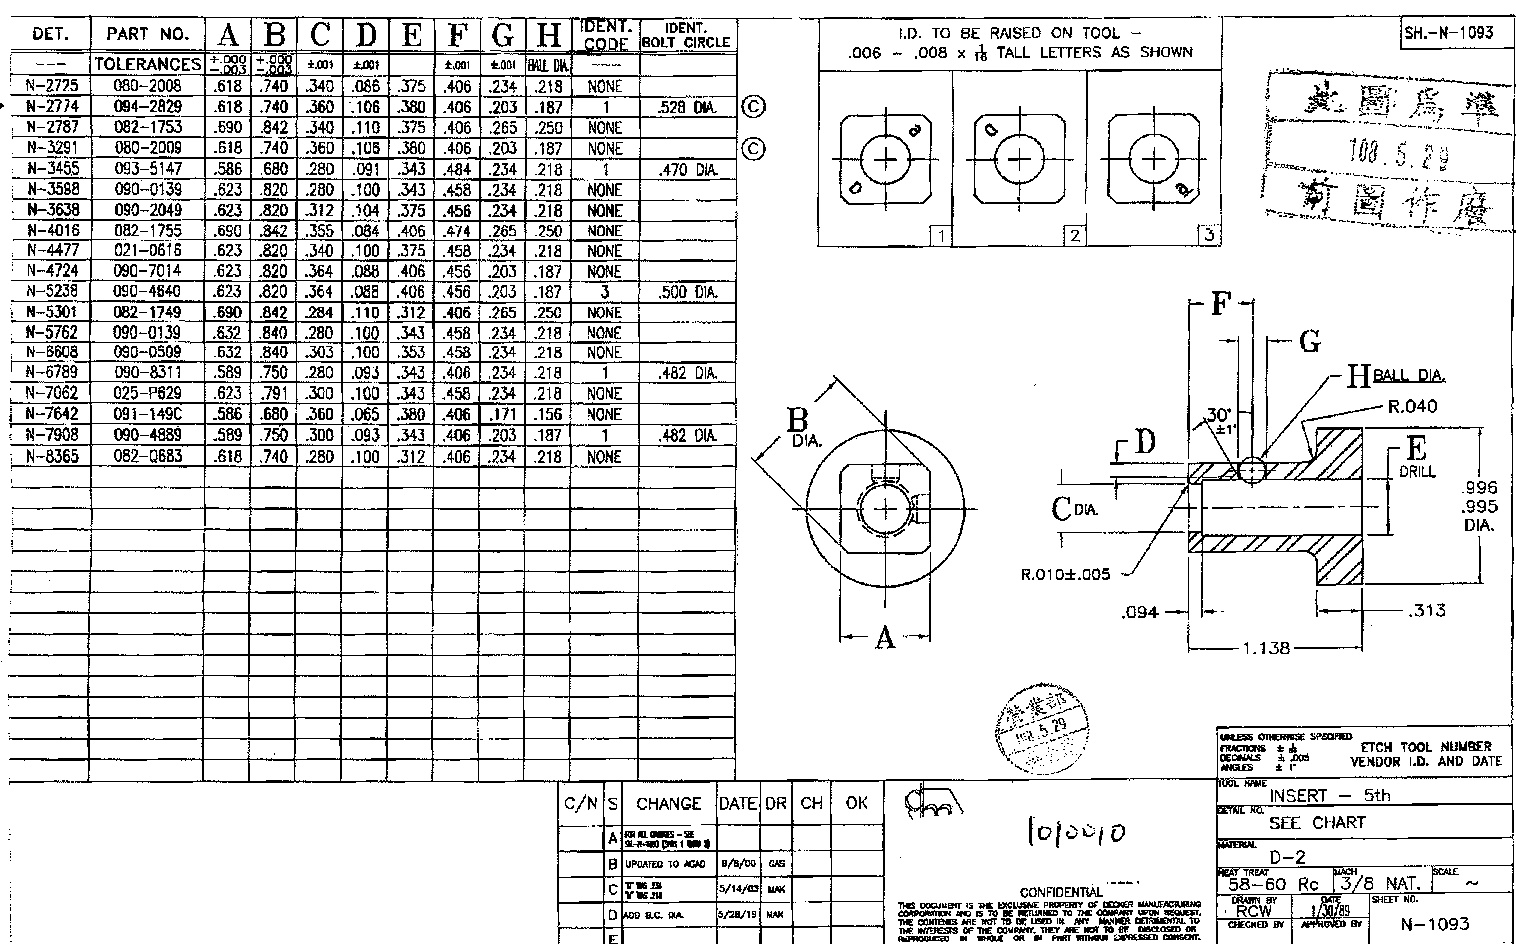 DET. PART NO. A B C D E F G H IDENT. CODE IDENT. BOLT CIRCLE
--- TOLERANCES +.000 -.003 +.000 -.003 ±.001 ±.001 ±.001 ±.001 BALL DIA. ----
N-2725 080-2008 .618 .740 .340 .086 .375 .406 .234 .218 NONE
N-2774 094-2829 .618 .740 .360 .106 .380 .406 .203 .187 1 .528 DIA. C
N-2787 082-1753 .690 .842 .340 .110 .375 .406 .265 .250 NONE
N-3291 080-2009 .618 .740 .360 .106 .380 .406 .203 .187 NONE C
N-3455 093-5147 .586 .680 .280 .091 .343 .484 .234 .218 1 .470 DIA.
N-3598 090-0139 .623 .820 .280 .100 .343 .458 .234 .218 NONE
N-3638 090-2049 .623 .820 .312 .104 .375 .456 .234 .218 NONE
N-4016 082-1755 .690 .842 .355 .084 .406 .474 .265 .250 NONE
N-4477 021-0616 .623 .820 .340 .100 .375 .458 .234 .218 NONE
N-4724 090-7014 .623 .820 .364 .088 .406 .456 .203 .187 NONE
N-5238 090-4640 .623 .820 .364 .088 .406 .456 .203 .187 3 .500 DIA.
N-5301 082-1749 .690 .842 .284 .110 .312 .406 .265 .250 NONE
N-5762 090-0139 .632 .840 .280 .100 .343 .458 .234 .218 NONE
N-6608 090-0509 .632 .840 .303 .100 .353 .458 .234 .218 NONE
N-6789 090-8311 .589 .750 .280 .093 .343 .406 .234 .218 1 .482 DIA.
N-7062 025-P629 .623 .791 .300 .100 .343 .458 .234 .218 NONE
N-7642 091-149C .586 .680 .360 .065 .380 .406 .171 .156 NONE
N-7908 090-4889 .589 .750 .300 .093 .343 .406 .203 .187 1 .482 DIA.
N-8365 082-0683 .618 .740 .280 .100 .312 .406 .234 .218 NONE
I.D. TO BE RAISED ON TOOL -
.006 - .008 x 1/16 TALL LETTERS AS SHOWN
1 2 3
SH.-N-1093
圖為準
108.5.29
圖作廢
F
G
H BALL DIA.
R.040
30° ±1°
B DIA.
D
E DRILL
C DIA.
.996
.995
DIA.
R.010±.005
.094
.313
A
1.138
營業部
108.5.29
UNLESS OTHERWISE SPECIFIED
FRACTIONS ±
DECIMALS ± .005
ANGLES ± 1°
ETCH TOOL NUMBER
VENDOR I.D. AND DATE
TOOL NAME
INSERT - 5th
DETAIL NO.
SEE CHART
MATERIAL
D-2
HEAT TREAT
58-60 Rc
MACH
3/8 NAT.
SCALE
~
DRAWN BY
RCW
DATE
1/30/89
SHEET NO.
N-1093
CHECKED BY
APPROVED BY
C/N S CHANGE DATE DR CH OK
A
B UPDATED TO ACAD 8/8/00 GAS
C 5/14/03 MAK
D ADD B.C. DIA. 5/28/19 MAK
E
1010010
CONFIDENTIAL
THIS DOCUMENT IS THE EXCLUSIVE PROPERTY OF DECKER MANUFACTURING
CORPORATION AND IS TO BE RETURNED TO THE COMPANY UPON REQUEST.
THE CONTENTS ARE NOT TO BE USED IN ANY MANNER DETRIMENTAL TO
THE INTERESTS OF THE COMPANY. THEY ARE NOT TO BE DISCLOSED OR
REPRODUCED IN WHOLE OR IN PART WITHOUT EXPRESSED CONSENT.